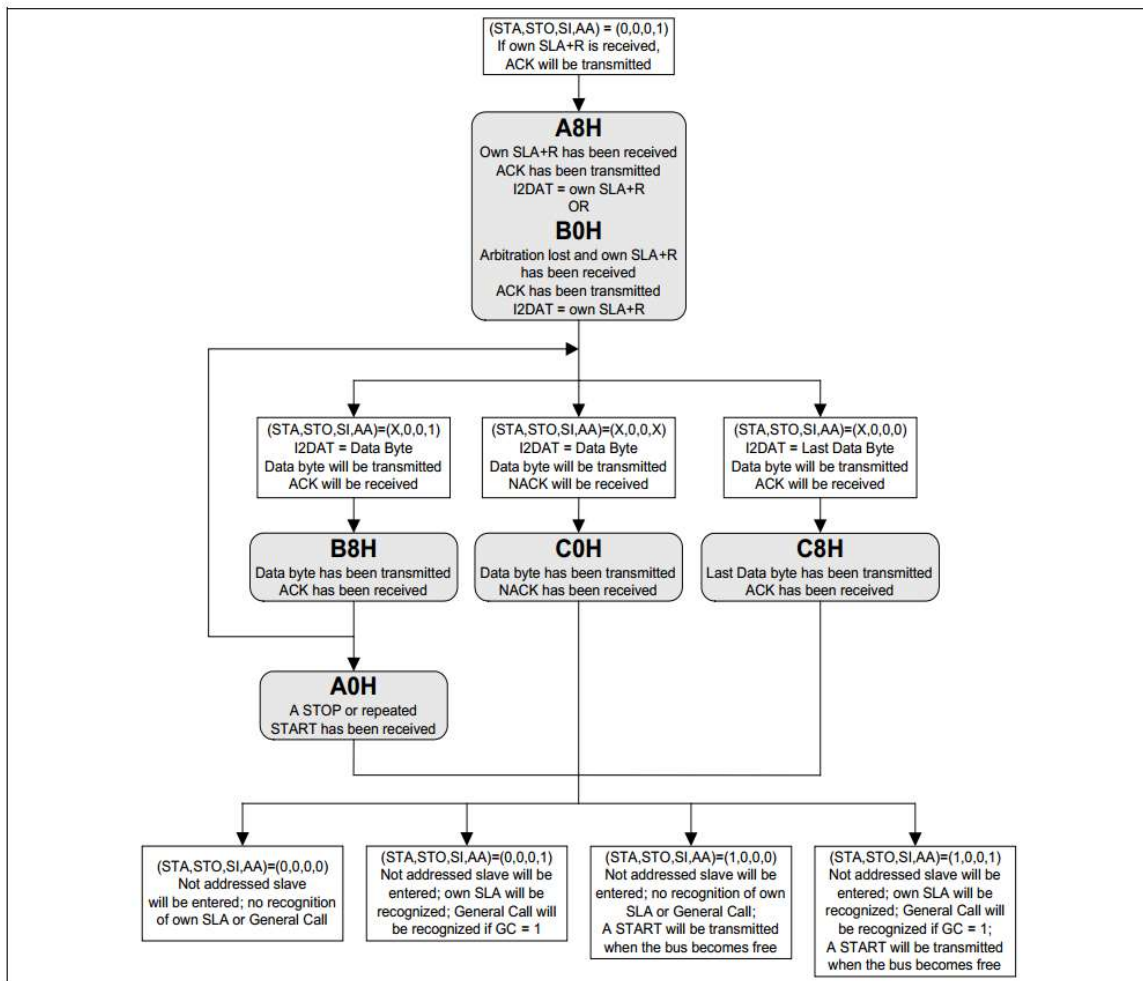 (STA,STO,SI,AA) = (0,0,0,1)
If own SLA+R is received,
ACK will be transmitted
A8H
Own SLA+R has been received
ACK has been transmitted
I2DAT = own SLA+R
OR
B0H
Arbitration lost and own SLA+R
has been received
ACK has been transmitted
I2DAT = own SLA+R
(STA,STO,SI,AA)=(X,0,0,1)
I2DAT = Data Byte
Data byte will be transmitted
ACK will be received
(STA,STO,SI,AA)=(X,0,0,X)
I2DAT = Data Byte
Data byte will be transmitted
NACK will be received
(STA,STO,SI,AA)=(X,0,0,0)
I2DAT = Last Data Byte
Data byte will be transmitted
ACK will be received
B8H
Data byte has been transmitted
ACK has been received
C0H
Data byte has been transmitted
NACK has been received
C8H
Last Data byte has been transmitted
ACK has been received
A0H
A STOP or repeated
START has been received
(STA,STO,SI,AA)=(0,0,0,0)
Not addressed slave
will be entered; no recognition
of own SLA or General Call
(STA,STO,SI,AA)=(0,0,0,1)
Not addressed slave will be
entered; own SLA will be
recognized; General Call will
be recognized if GC = 1
(STA,STO,SI,AA)=(1,0,0,0)
Not addressed slave will be
entered; no recognition of own
SLA or General Call;
A START will be transmitted
when the bus becomes free
(STA,STO,SI,AA)=(1,0,0,1)
Not addressed slave will be
entered; own SLA will be
recognized; General Call will
be recognized if GC = 1;
A START will be transmitted
when the bus becomes free